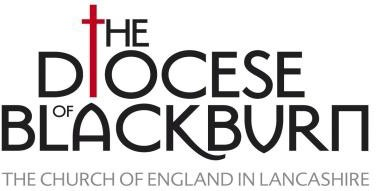 THE
DIOCESE
OF
BLACKBURN
THE CHURCH OF ENGLAND IN LANCASHIRE